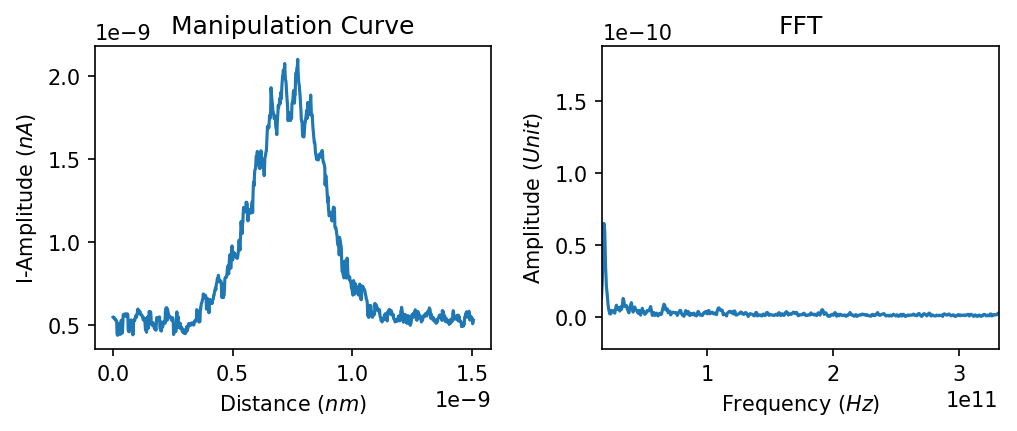 Manipulation Curve
1e−9
2.0
1.5
1.0
0.5
I-Amplitude (nA)
0.0 0.5 1.0 1.5
Distance (nm)
1e−9
FFT
1e−10
1.5
1.0
0.5
0.0
Amplitude (Unit)
1 2 3
Frequency (Hz)
1e11